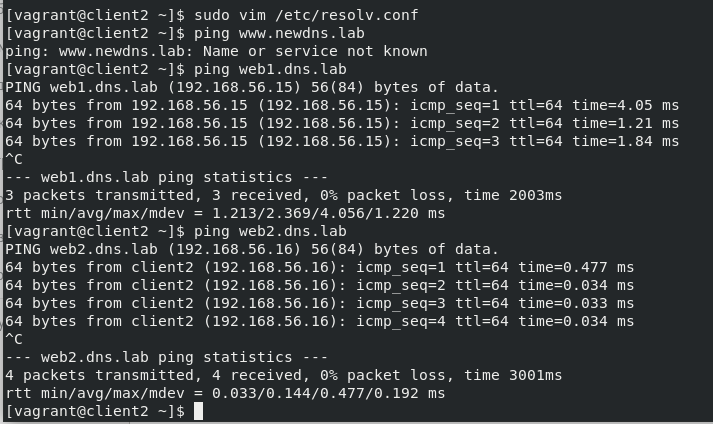 [vagrant@client2 ~]$ sudo vim /etc/resolv.conf
[vagrant@client2 ~]$ ping www.newdns.lab
ping: www.newdns.lab: Name or service not known
[vagrant@client2 ~]$ ping web1.dns.lab
PING web1.dns.lab (192.168.56.15) 56(84) bytes of data.
64 bytes from 192.168.56.15 (192.168.56.15): icmp_seq=1 ttl=64 time=4.05 ms
64 bytes from 192.168.56.15 (192.168.56.15): icmp_seq=2 ttl=64 time=1.21 ms
64 bytes from 192.168.56.15 (192.168.56.15): icmp_seq=3 ttl=64 time=1.84 ms
^C
--- web1.dns.lab ping statistics ---
3 packets transmitted, 3 received, 0% packet loss, time 2003ms
rtt min/avg/max/mdev = 1.213/2.369/4.056/1.220 ms
[vagrant@client2 ~]$ ping web2.dns.lab
PING web2.dns.lab (192.168.56.16) 56(84) bytes of data.
64 bytes from client2 (192.168.56.16): icmp_seq=1 ttl=64 time=0.477 ms
64 bytes from client2 (192.168.56.16): icmp_seq=2 ttl=64 time=0.034 ms
64 bytes from client2 (192.168.56.16): icmp_seq=3 ttl=64 time=0.033 ms
64 bytes from client2 (192.168.56.16): icmp_seq=4 ttl=64 time=0.034 ms
^C
--- web2.dns.lab ping statistics ---
4 packets transmitted, 4 received, 0% packet loss, time 3001ms
rtt min/avg/max/mdev = 0.033/0.144/0.477/0.192 ms
[vagrant@client2 ~]$